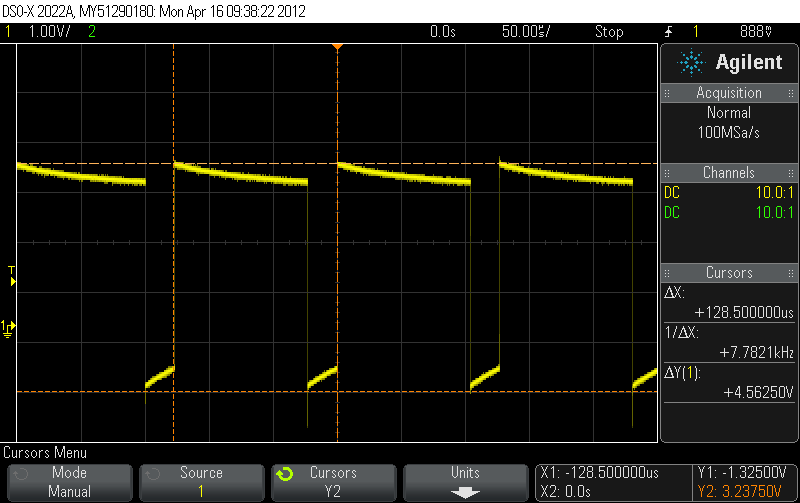 DSO-X 2022A, MY51290180: Mon Apr 16 09:38:22 2012
1 1.00V/ 2 0.0s 50.00us/ Stop 1 888mV
Agilent
Acquisition
Normal
100MSa/s
Channels
DC 10.0:1
DC 10.0:1
Cursors
ΔX:
+128.500000us
1/ΔX:
+7.7821kHz
ΔY(1):
+4.56250V
T
1
Cursors Menu
Mode
Manual
Source
1
Cursors
Y2
Units
X1: -128.500000us
X2: 0.0s
Y1: -1.32500V
Y2: 3.23750V